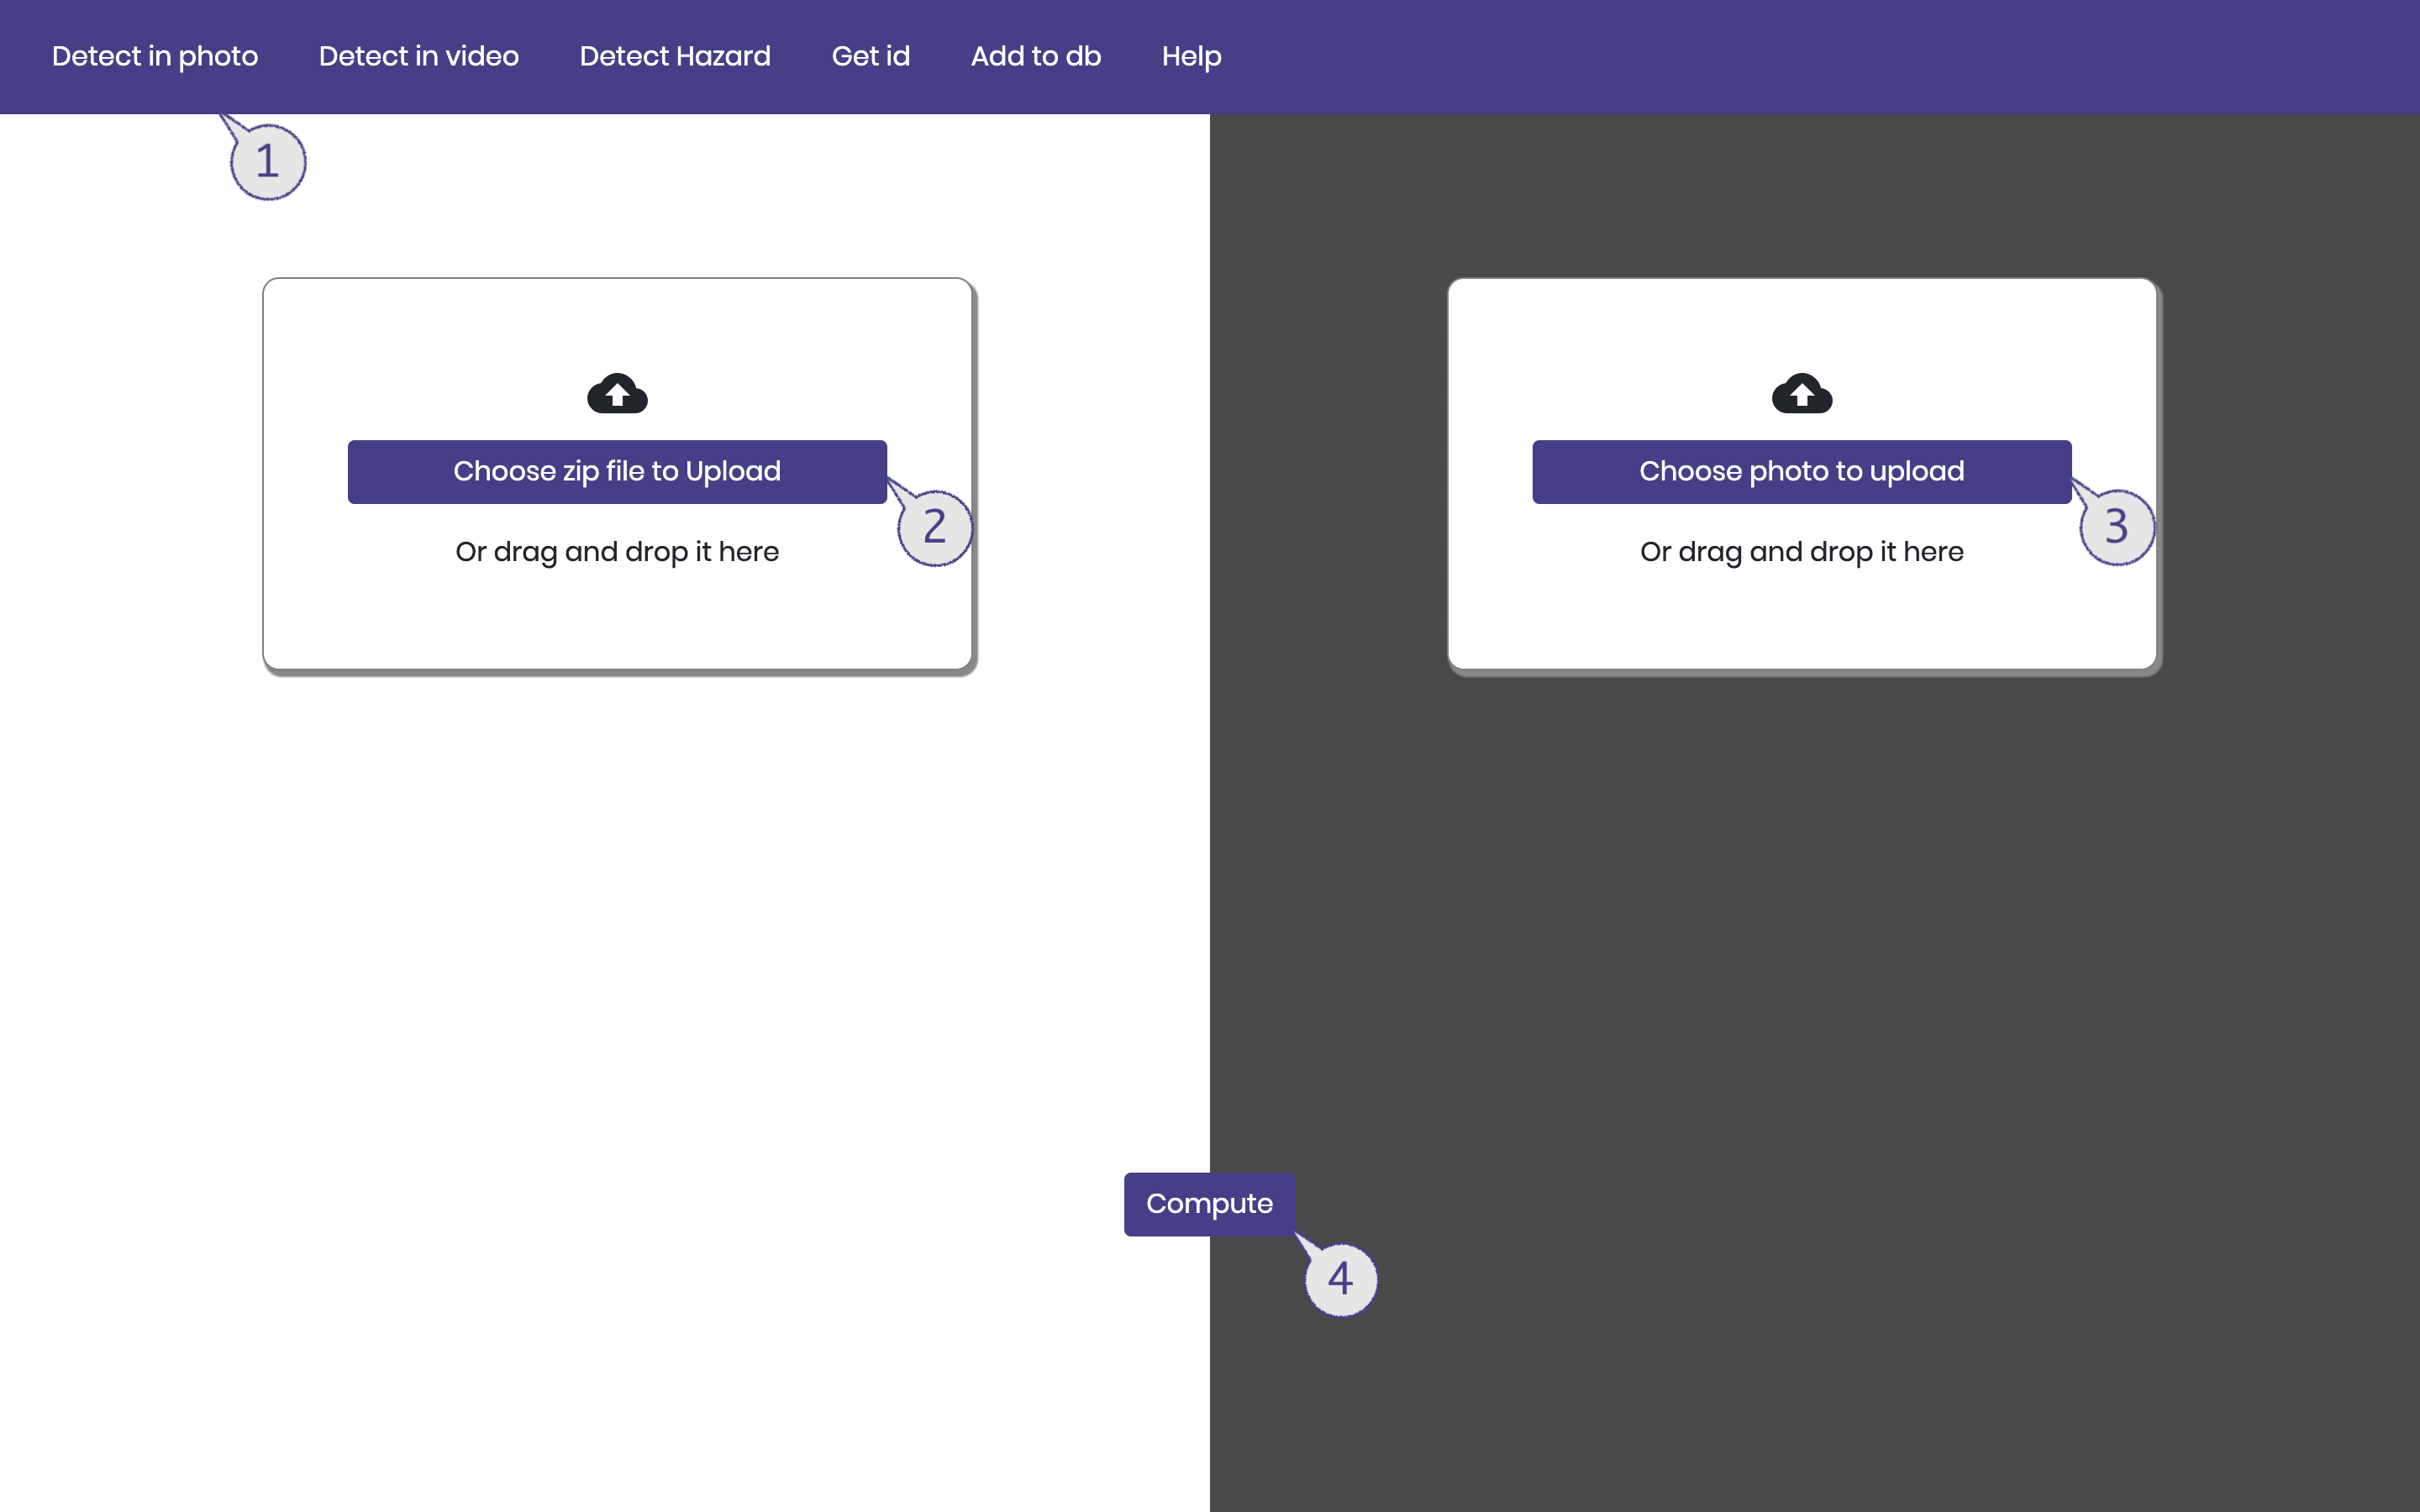 Detect in photo Detect in video Detect Hazard Get id Add to db Help
1
Choose zip file to Upload
2
Or drag and drop it here
Choose photo to upload
3
Or drag and drop it here
Compute
4